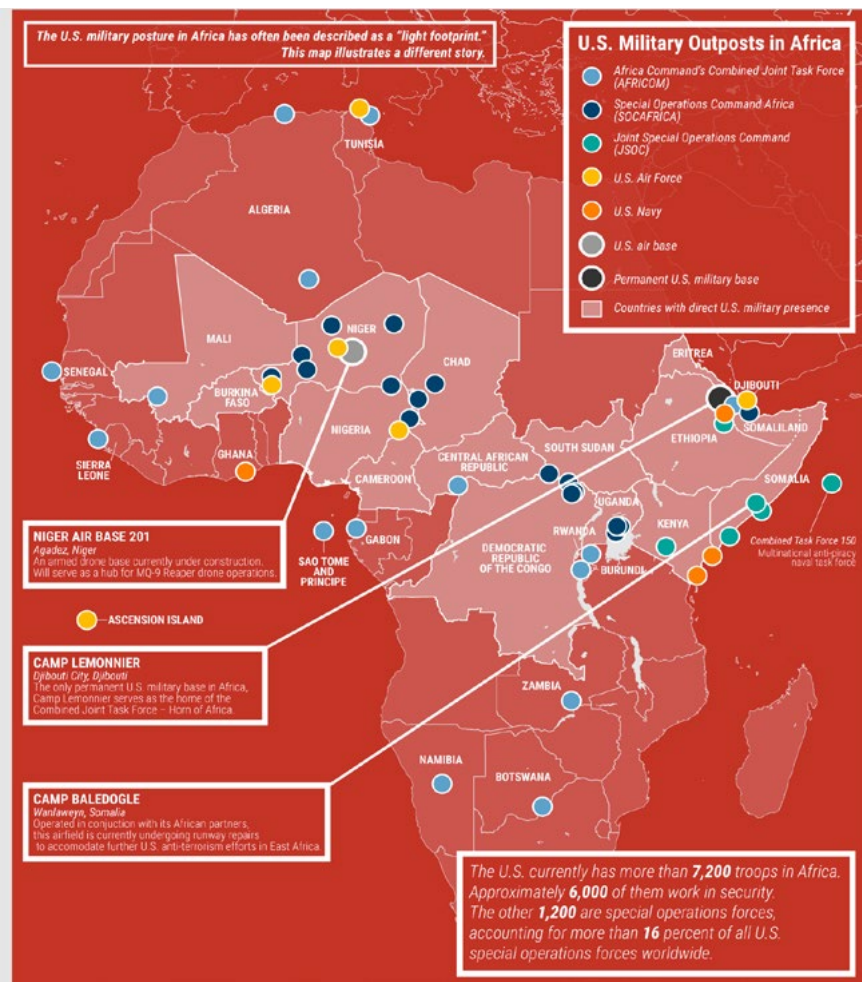 The U.S. military posture in Africa has often been described as a "light footprint."
This map illustrates a different story.
U.S. Military Outposts in Africa
Africa Command's Combined Joint Task Force
(AFRICOM)
Special Operations Command Africa
(SOCAFRICA)
Joint Special Operations Command
(JSOC)
U.S. Air Force
U.S. Navy
U.S. air base
Permanent U.S. military base
Countries with direct U.S. military presence
TUNISIA
ALGERIA
MALI
NIGER
CHAD
ERITREA
SENEGAL
DJIBOUTI
BURKINA
FASO
NIGERIA
SOMALILAND
ETHIOPIA
GHANA
SIERRA
LEONE
CENTRAL AFRICAN
REPUBLIC
SOUTH SUDAN
SOMALIA
CAMEROON
UGANDA
KENYA
RWANDA
GABON
SAO TOME
AND
PRINCIPE
DEMOCRATIC
REPUBLIC
OF THE CONGO
BURUNDI
Combined Task Force 150
Multinational anti-piracy
naval task force
NIGER AIR BASE 201
Agadez, Niger
An armed drone base currently under construction.
Will serve as a hub for MQ-9 Reaper drone operations.
ASCENSION ISLAND
CAMP LEMONNIER
Djibouti City, Djibouti
The only permanent U.S. military base in Africa,
Camp Lemonnier serves as the home of the
Combined Joint Task Force – Horn of Africa.
ZAMBIA
NAMIBIA
BOTSWANA
CAMP BALEDOGLE
Wanlaweyn, Somalia
Operated in conjuction with its African partners,
this airfield is currently undergoing runway repairs
to accomodate further U.S. anti-terrorism efforts in East Africa.
The U.S. currently has more than 7,200 troops in Africa.
Approximately 6,000 of them work in security.
The other 1,200 are special operations forces,
accounting for more than 16 percent of all U.S.
special operations forces worldwide.